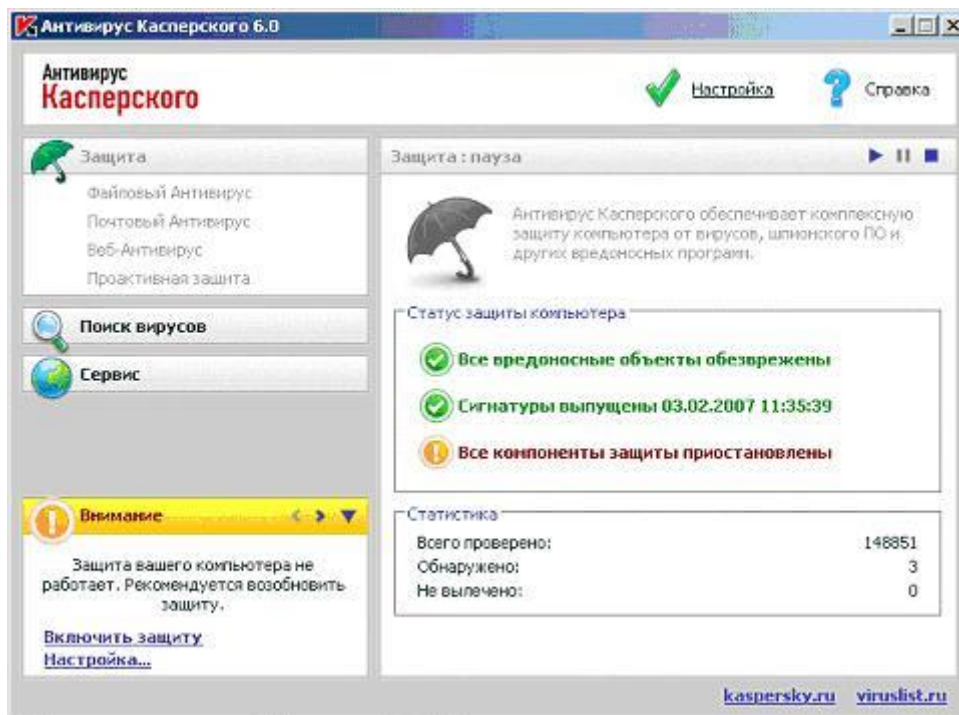 Антивирус Касперского 6.0
Антивирус
Касперского
Настройка
Справка
Защита
Файловый Антивирус
Почтовый Антивирус
Веб-Антивирус
Проактивная защита
Поиск вирусов
Сервис
Внимание
Защита вашего компьютера не
работает. Рекомендуется возобновить
защиту.
Включить защиту
Настройка...
Защита : пауза
Антивирус Касперского обеспечивает комплексную
защиту компьютера от вирусов, шпионского ПО и
других вредоносных программ.
Статус защиты компьютера
Все вредоносные объекты обезврежены
Сигнатуры выпущены 03.02.2007 11:35:39
Все компоненты защиты приостановлены
Статистика
Всего проверено: 148851
Обнаружено: 3
Не вылечено: 0
kaspersky.ru viruslist.ru